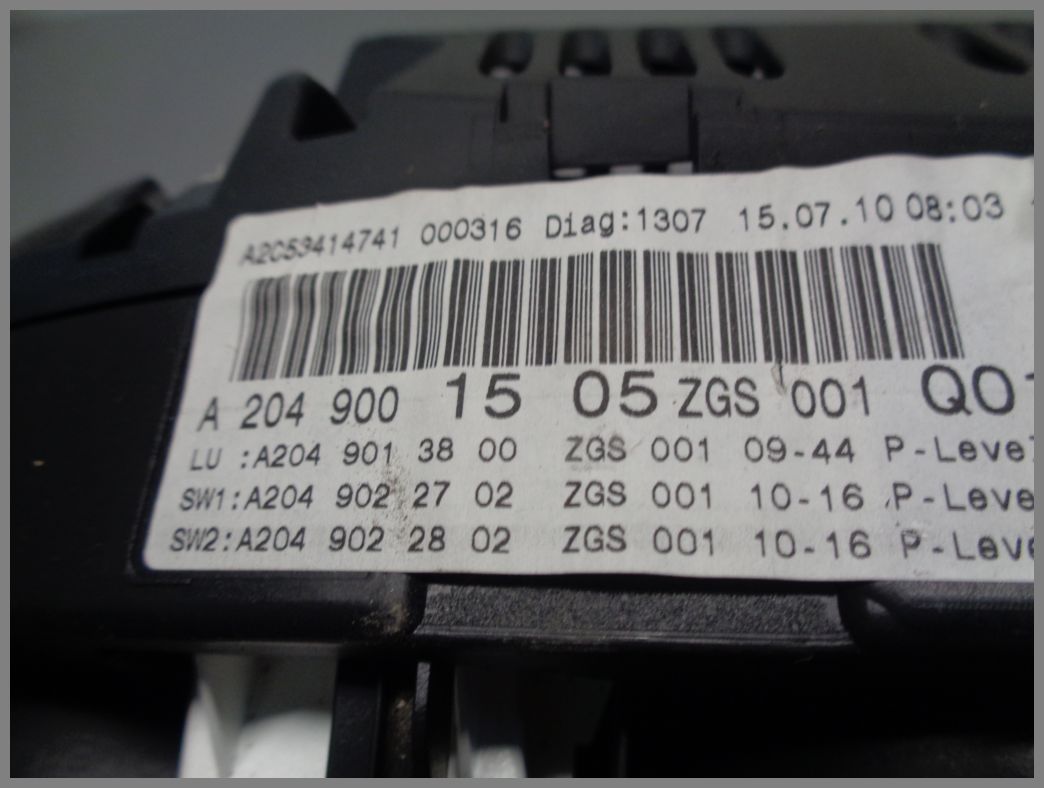 A2C53414741 000316 Diag:1307 15.07.10 08:03
A 204 900 15 05 ZGS 001 Q01
LU :A204 901 38 00 ZGS 001 09-44 P-Level
SW1:A204 902 27 02 ZGS 001 10-16 P-Leve
SW2:A204 902 28 02 ZGS 001 10-16 P-Leve